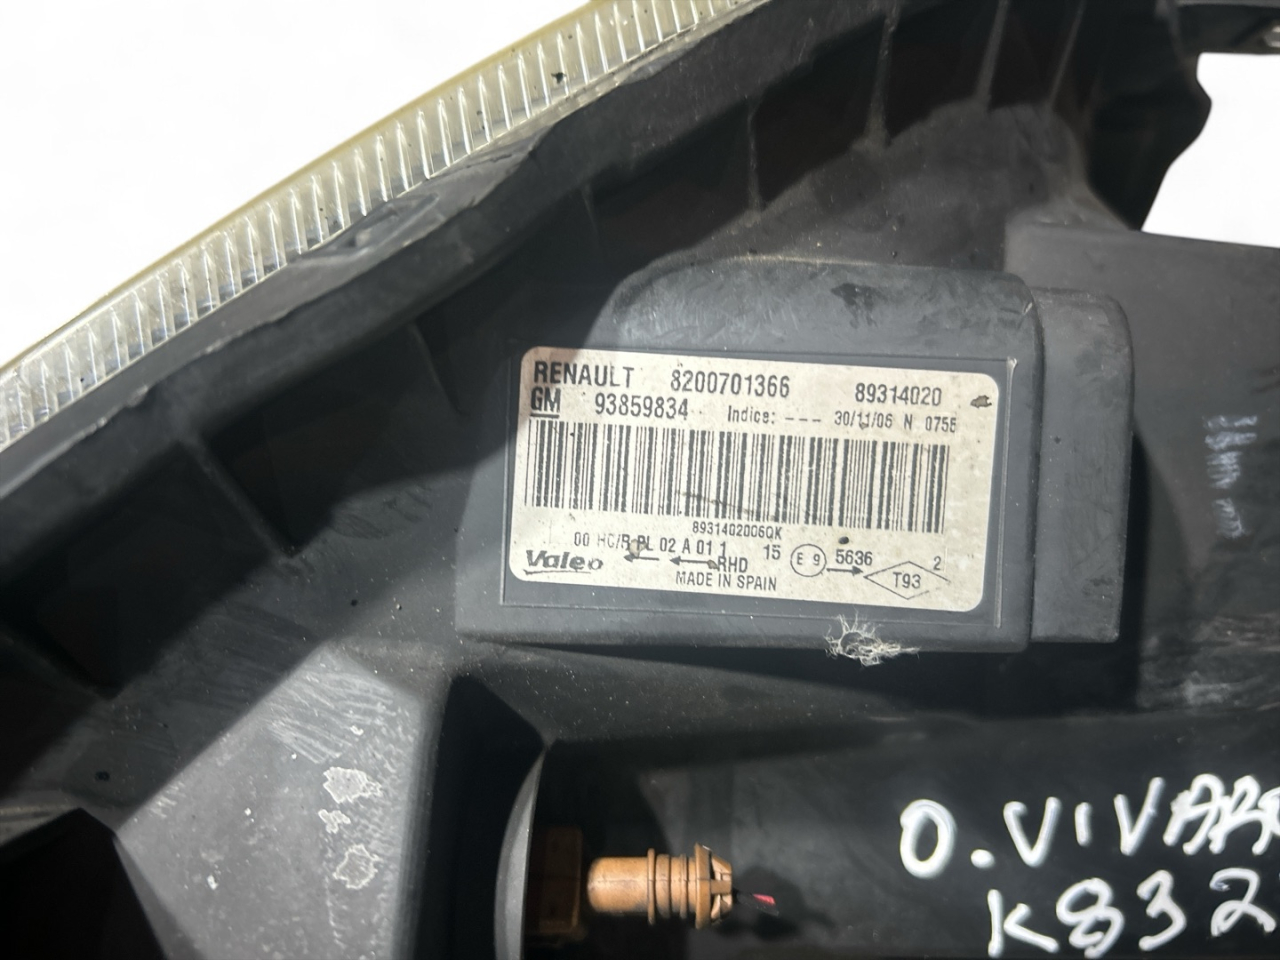 RENAULT 8200701366 89314020
GM 93859834 Indice: --- 30/11/06 N 0756
8931402006QK
00 HC/R PL 02 A 01 1 15 E 9 5636 2
Valeo RHD T93
MADE IN SPAIN
O.VIVAR
K832